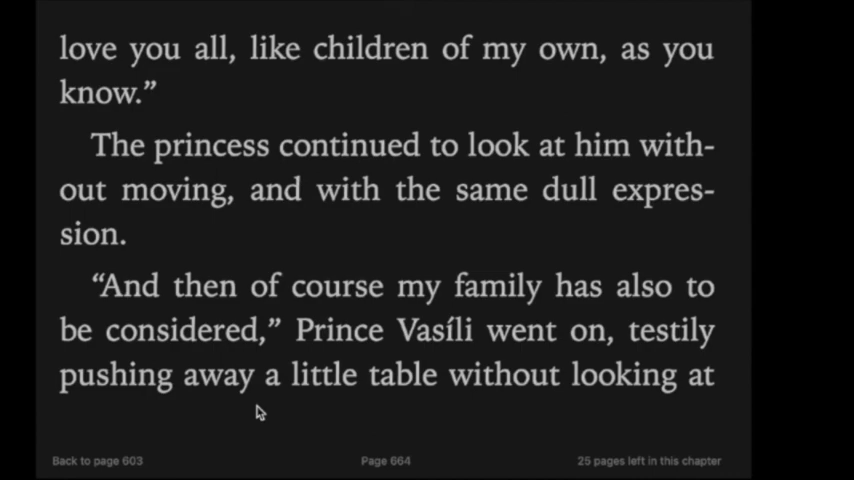 love you all, like children of my own, as you
know.”
The princess continued to look at him with-
out moving, and with the same dull expres-
sion.
“And then of course my family has also to
be considered,” Prince Vasíli went on, testily
pushing away a little table without looking at
Back to page 603
Page 664
25 pages left in this chapter